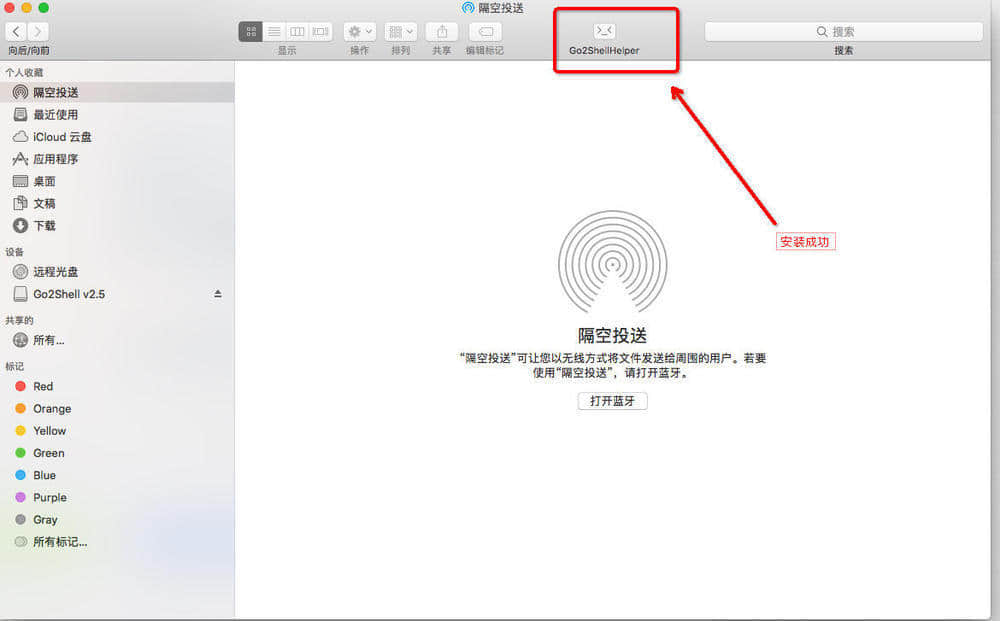 隔空投送
向后/向前
显示
操作
排列
共享
编辑标记
Go2ShellHelper
搜索
搜索
个人收藏
隔空投送
最近使用
iCloud 云盘
应用程序
桌面
文稿
下载
设备
远程光盘
Go2Shell v2.5
共享的
所有...
标记
Red
Orange
Yellow
Green
Blue
Purple
Gray
所有标记...
安装成功
隔空投送
“隔空投送”可让您以无线方式将文件发送给周围的用户。若要
使用“隔空投送”，请打开蓝牙。
打开蓝牙